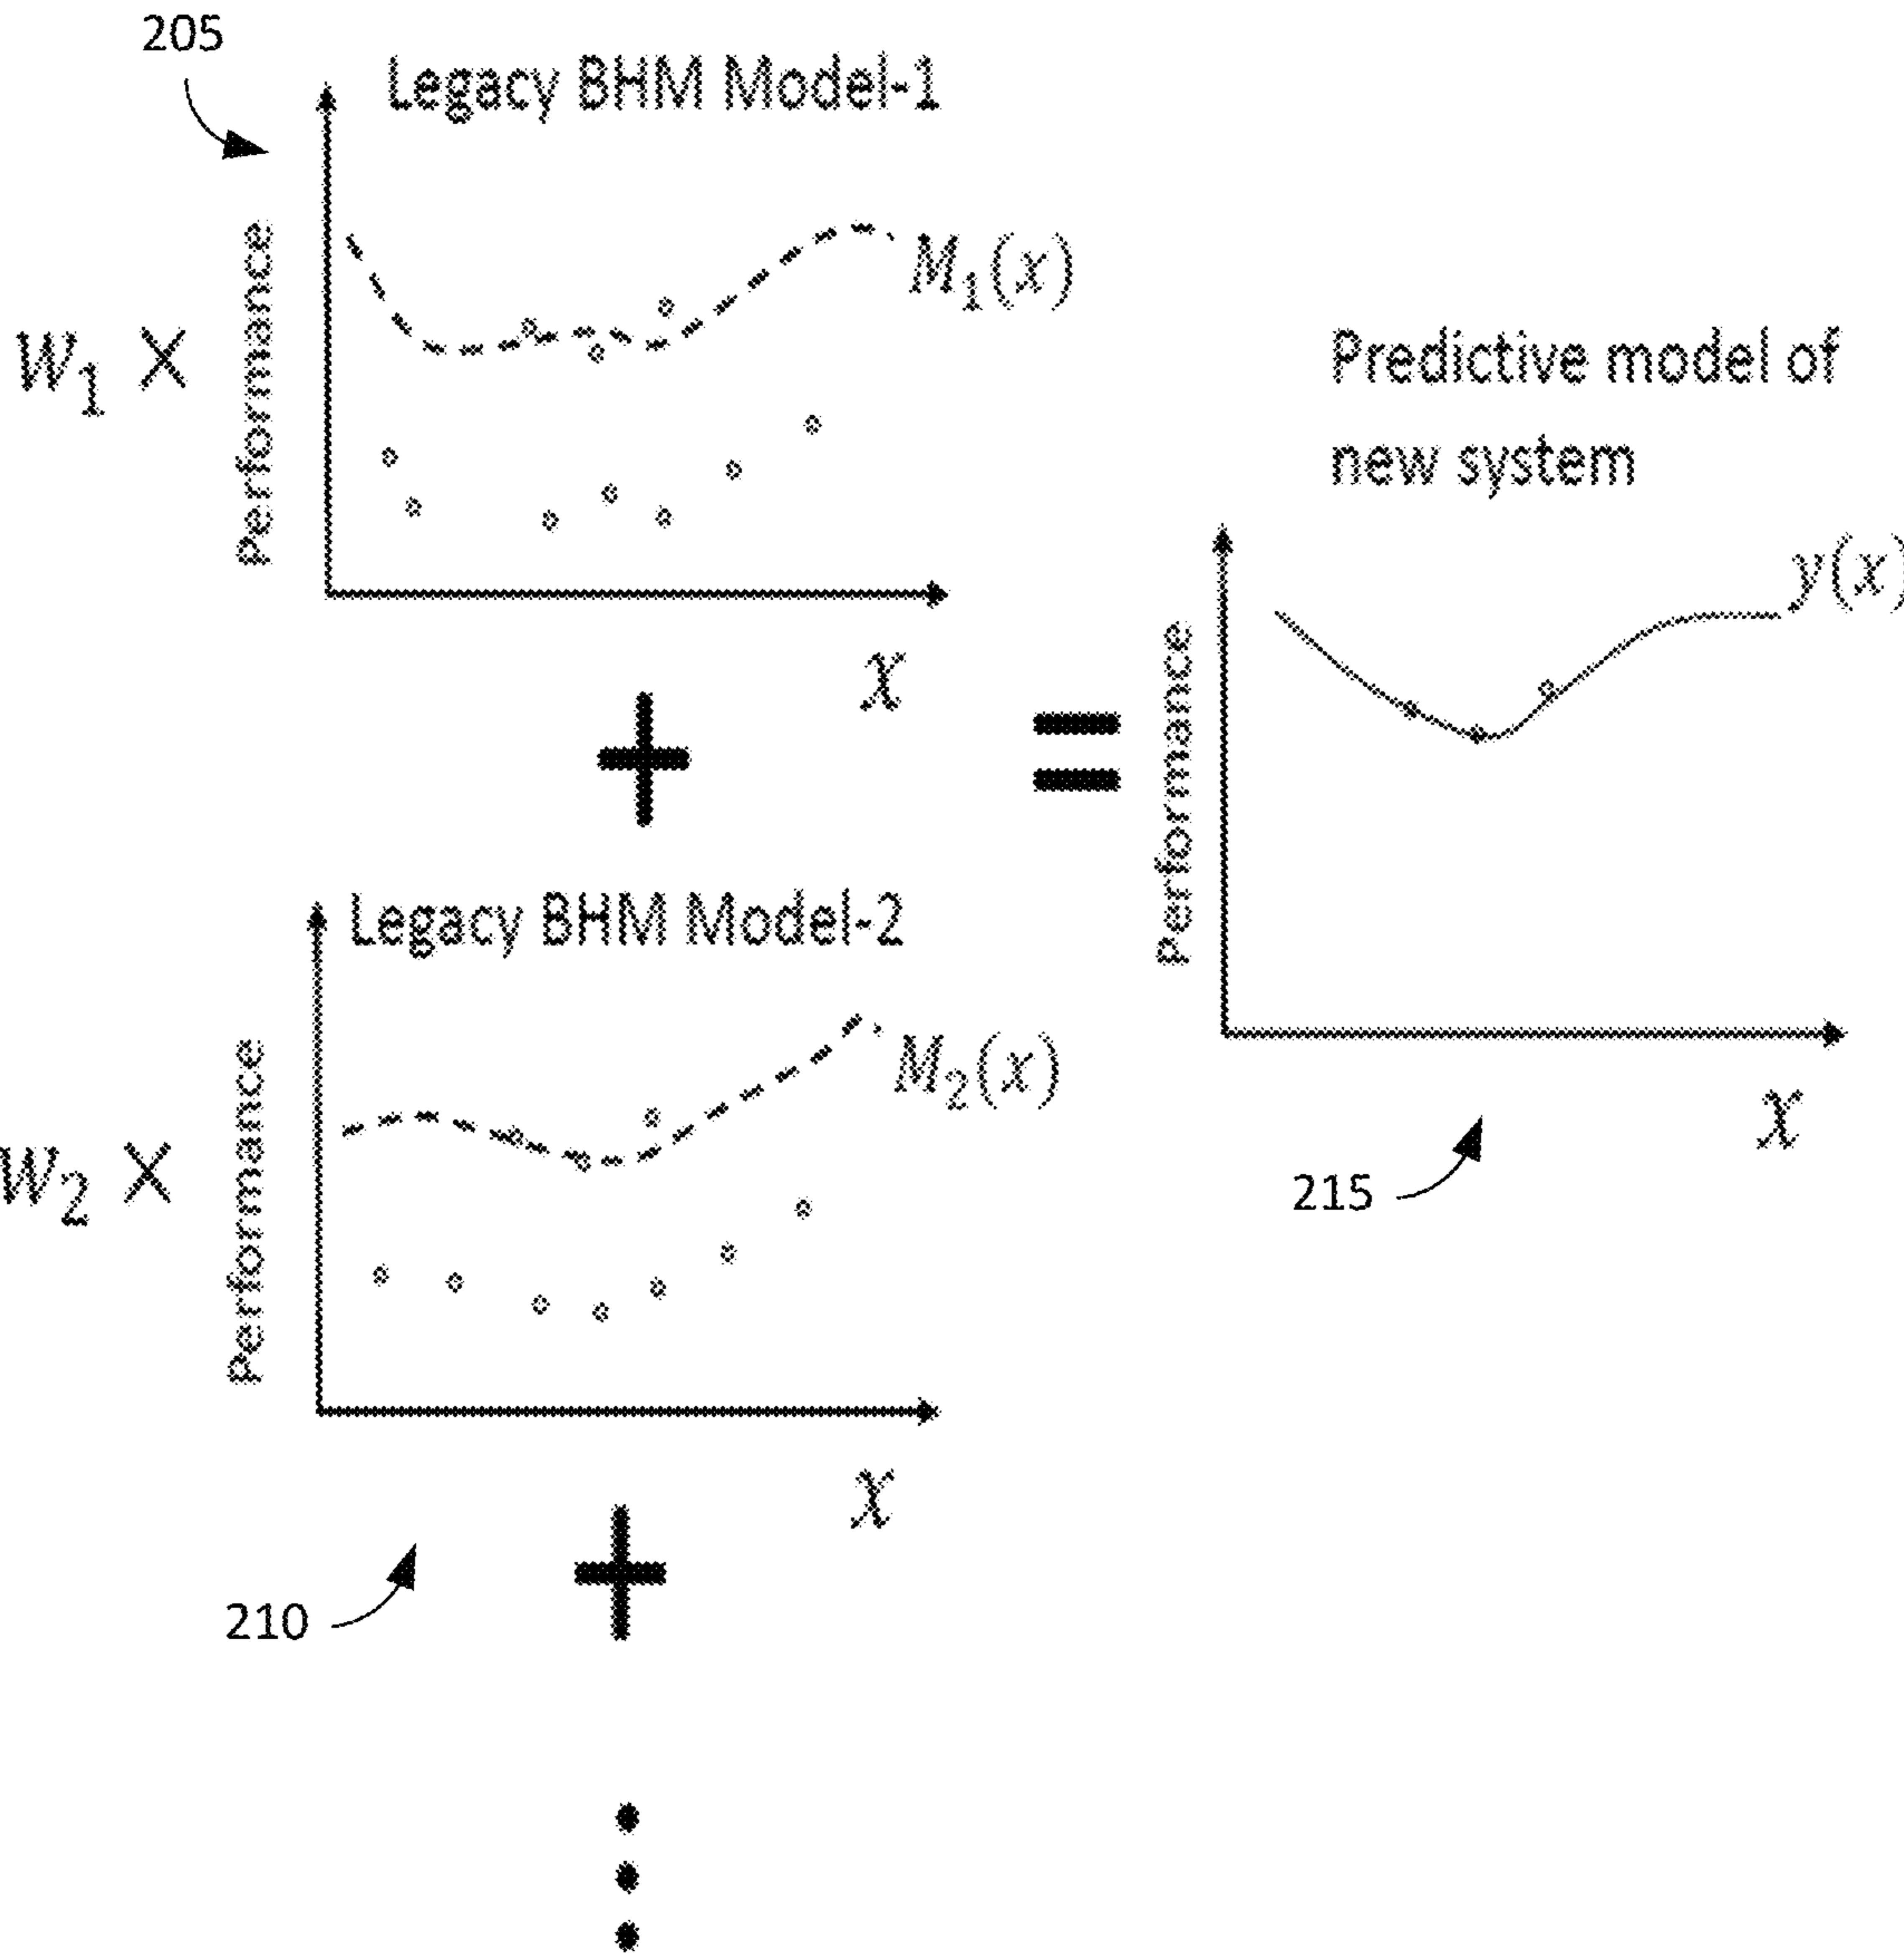 205
Legacy BHM Model-1
Performance
M₁(x)
W₁ ×
x
+
=
Predictive model of
new system
y(x)
Performance
x
215
Legacy BHM Model-2
Performance
M₂(x)
W₂ ×
x
210
+